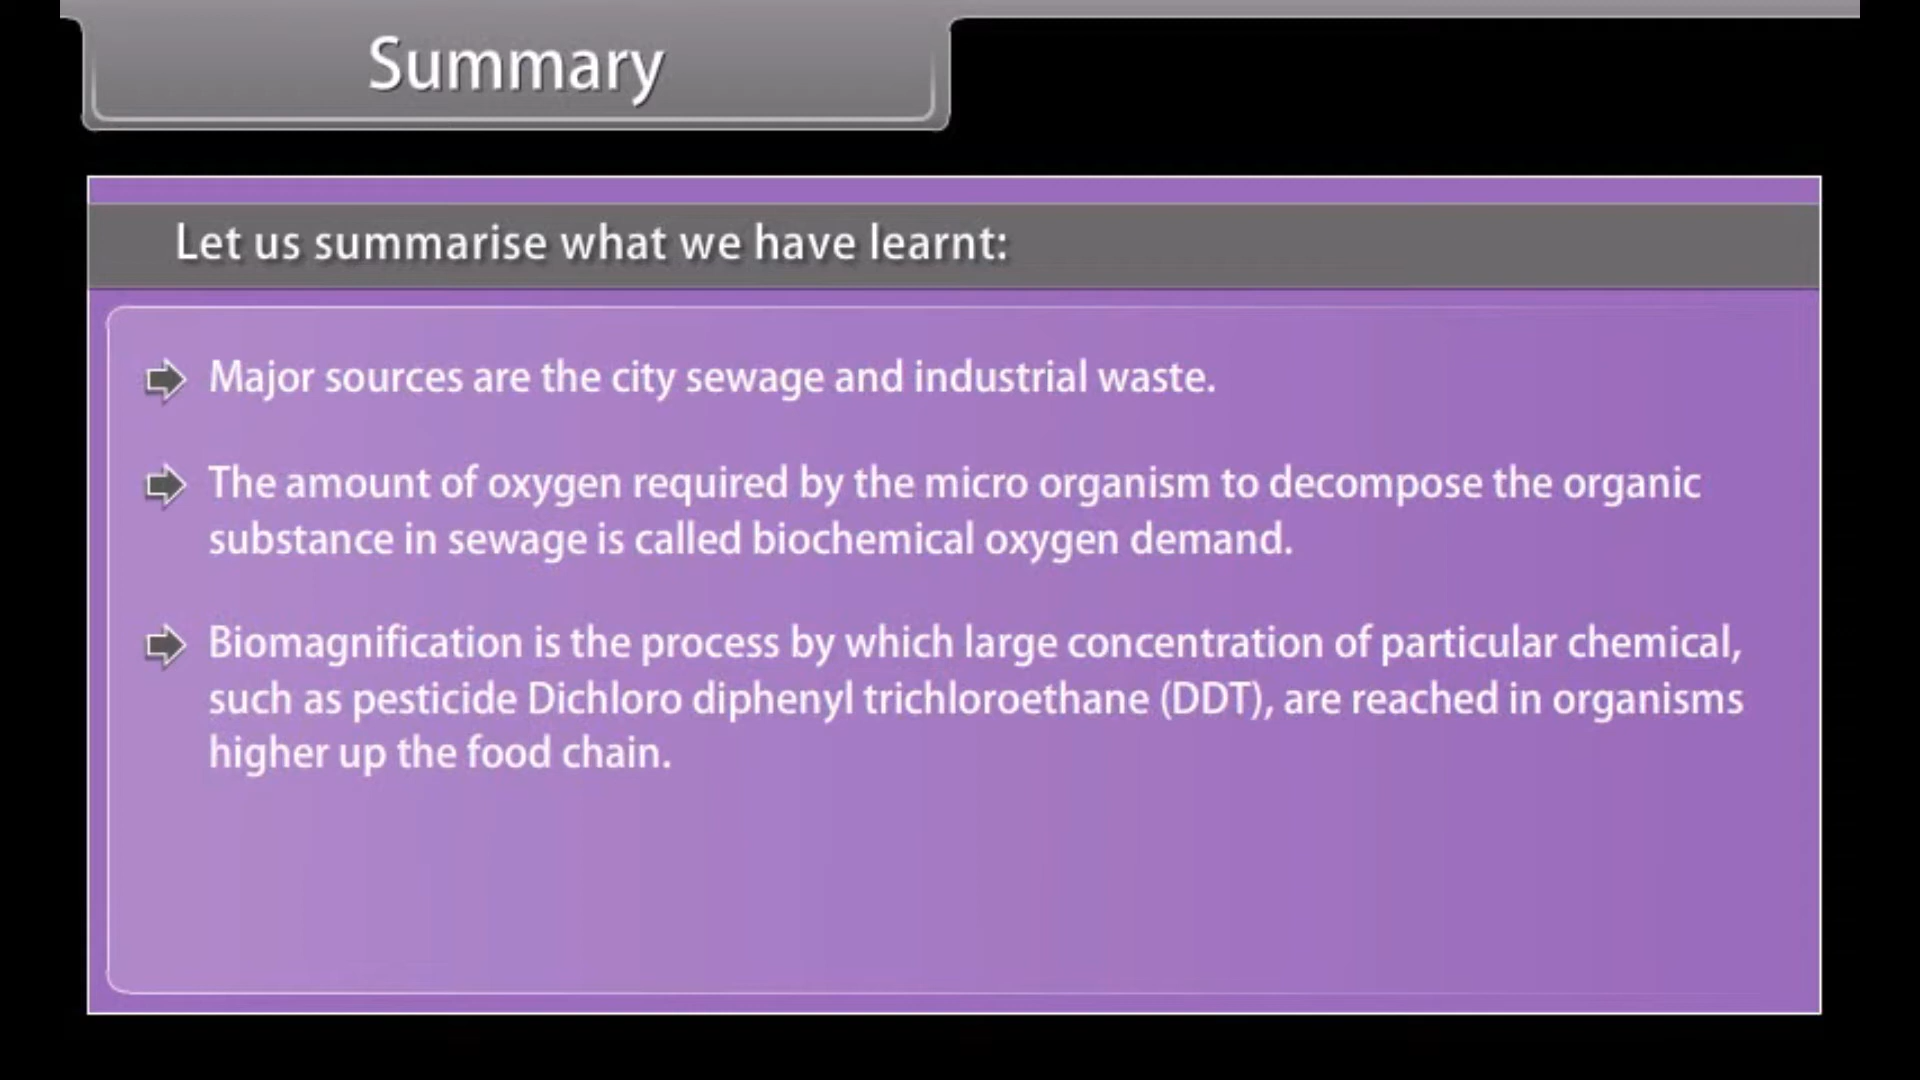 Summary
Let us summarise what we have learnt:
Major sources are the city sewage and industrial waste.
The amount of oxygen required by the micro organism to decompose the organic
substance in sewage is called biochemical oxygen demand.
Biomagnification is the process by which large concentration of particular chemical,
such as pesticide Dichloro diphenyl trichloroethane (DDT), are reached in organisms
higher up the food chain.